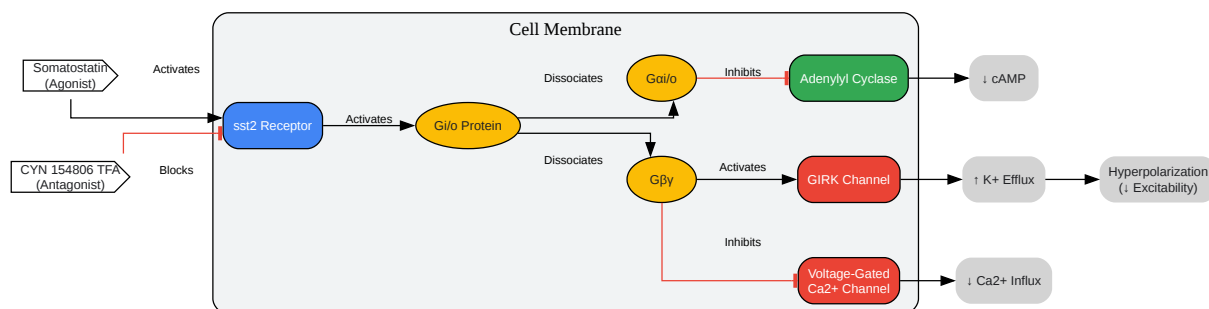 Cell Membrane
Somatostatin
(Agonist)
Activates
CYN 154806 TFA
(Antagonist)
Blocks
sst2 Receptor
Activates
Gi/o Protein
Dissociates
Dissociates
Gαi/o
Gβγ
Inhibits
Activates
Inhibits
Adenylyl Cyclase
GIRK Channel
Voltage-Gated
Ca2+ Channel
↓ cAMP
↑ K+ Efflux
↓ Ca2+ Influx
Hyperpolarization
(↓ Excitability)